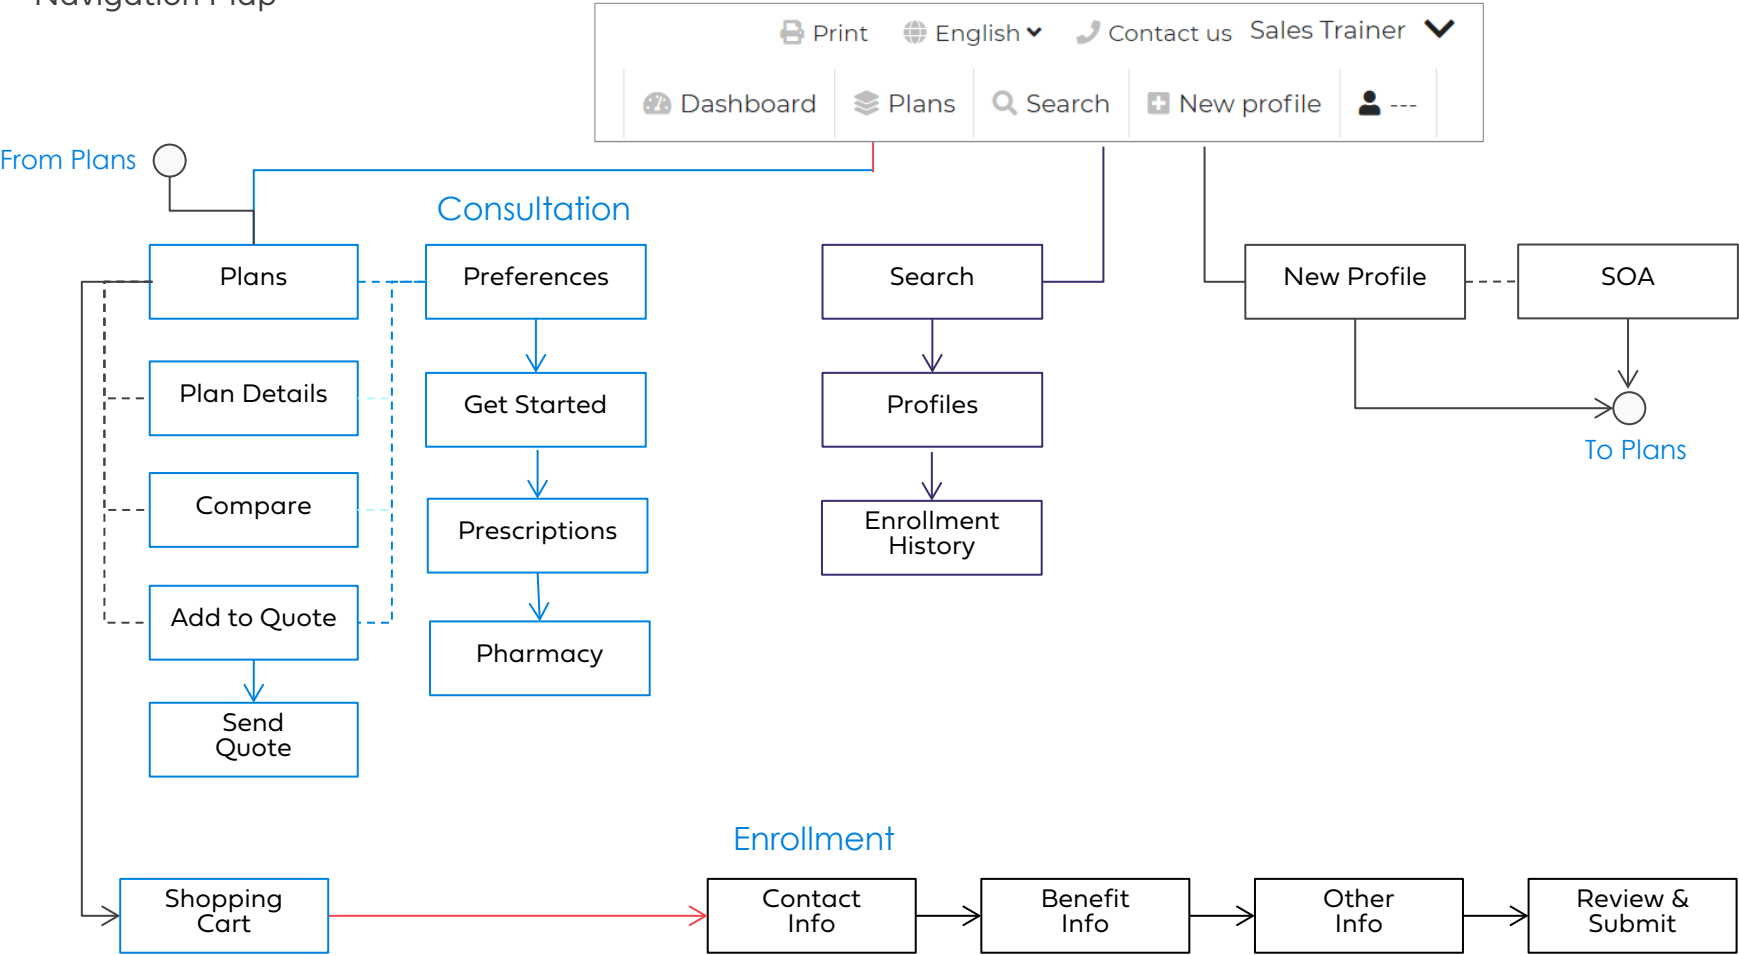 Navigation Map
Print
English
Contact us
Sales Trainer
Dashboard
Plans
Search
New profile
---
From Plans
Consultation
Plans
Preferences
Search
New Profile
SOA
Plan Details
Get Started
Profiles
To Plans
Compare
Prescriptions
Enrollment
History
Add to Quote
Pharmacy
Send
Quote
Enrollment
Shopping
Cart
Contact
Info
Benefit
Info
Other
Info
Review &
Submit